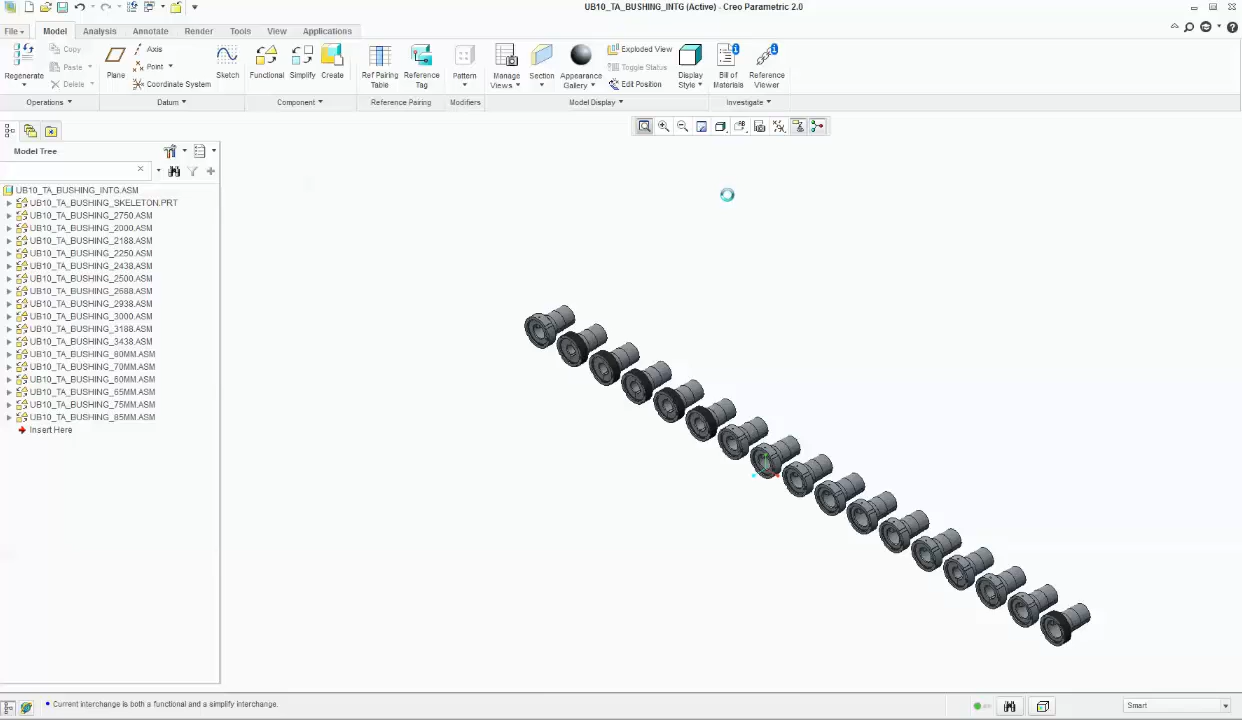 UB10_TA_BUSHING_INTG (Active) - Creo Parametric 2.0
File Model Analysis Annotate Render Tools View Applications
Regenerate
Copy
Paste
Delete
Operations
Plane
Axis
Point
Coordinate System
Sketch
Datum
Functional Simplify Create
Component
Ref Pairing Table
Reference Tag
Reference Pairing
Pattern
Modifiers
Manage Views
Section
Appearance Gallery
Exploded View
Toggle Status
Edit Position
Display Style
Model Display
Bill of Materials
Reference Viewer
Investigate
Model Tree
UB10_TA_BUSHING_INTG.ASM
UB10_TA_BUSHING_SKELETON.PRT
UB10_TA_BUSHING_2750.ASM
UB10_TA_BUSHING_2000.ASM
UB10_TA_BUSHING_2188.ASM
UB10_TA_BUSHING_2250.ASM
UB10_TA_BUSHING_2438.ASM
UB10_TA_BUSHING_2500.ASM
UB10_TA_BUSHING_2688.ASM
UB10_TA_BUSHING_2938.ASM
UB10_TA_BUSHING_3000.ASM
UB10_TA_BUSHING_3188.ASM
UB10_TA_BUSHING_3438.ASM
UB10_TA_BUSHING_80MM.ASM
UB10_TA_BUSHING_70MM.ASM
UB10_TA_BUSHING_60MM.ASM
UB10_TA_BUSHING_65MM.ASM
UB10_TA_BUSHING_75MM.ASM
UB10_TA_BUSHING_85MM.ASM
Insert Here
Current interchange is both a functional and a simplify interchange.
Smart